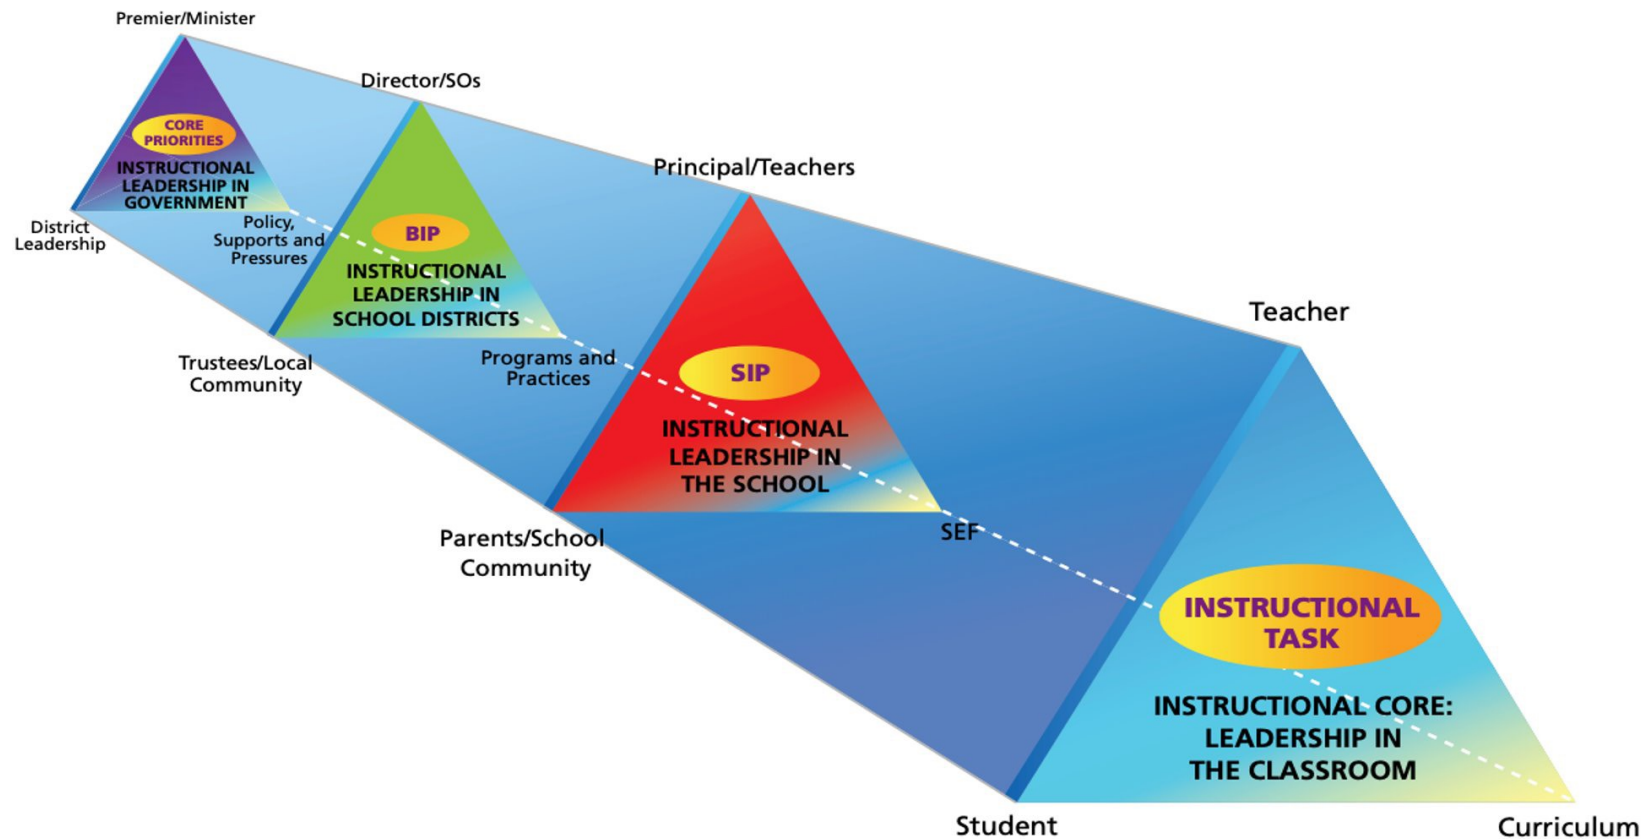 Premier/Minister
CORE
PRIORITIES
INSTRUCTIONAL
LEADERSHIP IN
GOVERNMENT
District
Leadership
Policy,
Supports and
Pressures
Director/SOs
BIP
INSTRUCTIONAL
LEADERSHIP IN
SCHOOL DISTRICTS
Trustees/Local
Community
Programs and
Practices
Principal/Teachers
SIP
INSTRUCTIONAL
LEADERSHIP IN
THE SCHOOL
Parents/School
Community
SEF
Teacher
INSTRUCTIONAL
TASK
INSTRUCTIONAL CORE:
LEADERSHIP IN
THE CLASSROOM
Student
Curriculum